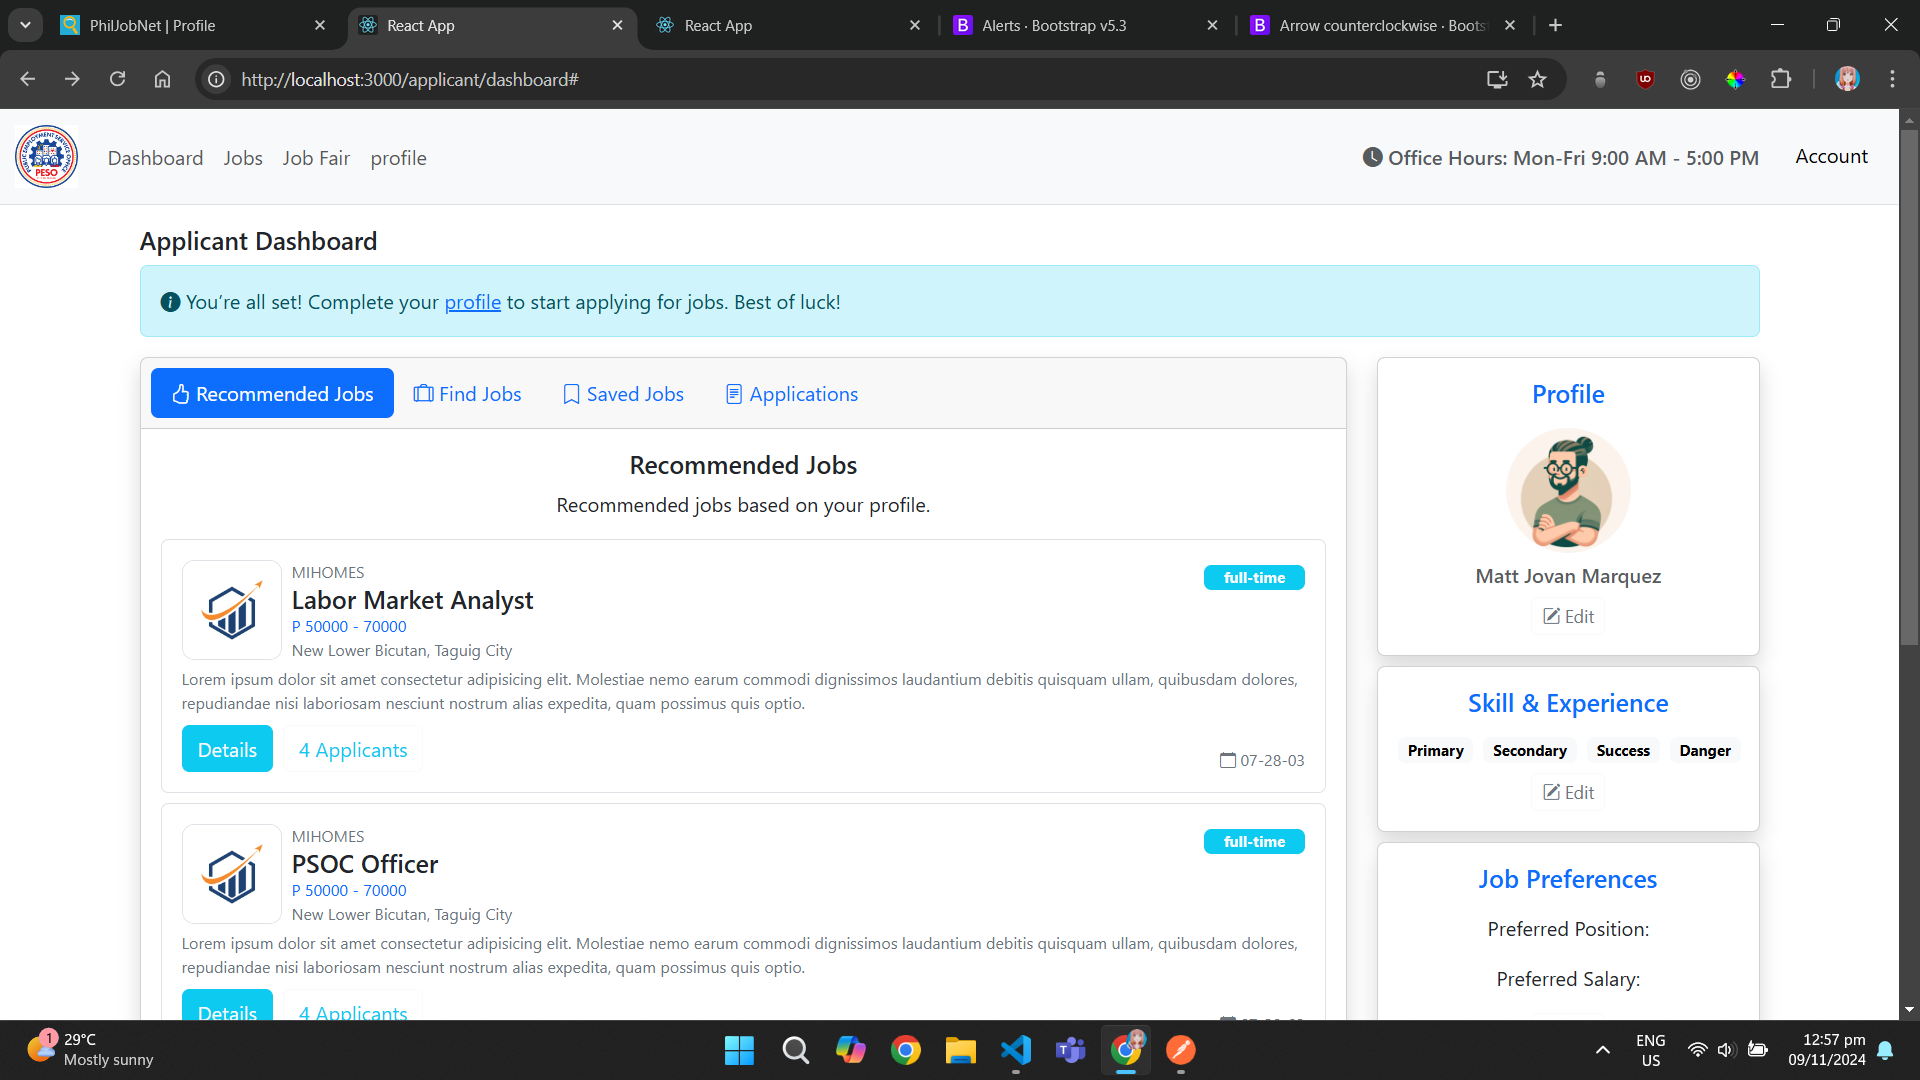 PhilJobNet | Profile
React App
React App
Alerts · Bootstrap v5.3
Arrow counterclockwise · Boots
http://localhost:3000/applicant/dashboard#
PUBLIC EMPLOYMENT SERVICE OFFICE
PESO
Dashboard Jobs Job Fair profile
Office Hours: Mon-Fri 9:00 AM - 5:00 PM
Account
Applicant Dashboard
You're all set! Complete your profile to start applying for jobs. Best of luck!
Recommended Jobs Find Jobs Saved Jobs Applications
Recommended Jobs
Recommended jobs based on your profile.
MIHOMES
full-time
Labor Market Analyst
P 50000 - 70000
New Lower Bicutan, Taguig City
Lorem ipsum dolor sit amet consectetur adipisicing elit. Molestiae nemo earum commodi dignissimos laudantium debitis quisquam ullam, quibusdam dolores,
repudiandae nisi laboriosam nesciunt nostrum alias expedita, quam possimus quis optio.
Details 4 Applicants
07-28-03
MIHOMES
full-time
PSOC Officer
P 50000 - 70000
New Lower Bicutan, Taguig City
Lorem ipsum dolor sit amet consectetur adipisicing elit. Molestiae nemo earum commodi dignissimos laudantium debitis quisquam ullam, quibusdam dolores,
repudiandae nisi laboriosam nesciunt nostrum alias expedita, quam possimus quis optio.
Details 4 Applicants
Profile
Matt Jovan Marquez
Edit
Skill & Experience
Primary Secondary Success Danger
Edit
Job Preferences
Preferred Position:
Preferred Salary:
1
29°C
Mostly sunny
ENG
US
12:57 pm
09/11/2024